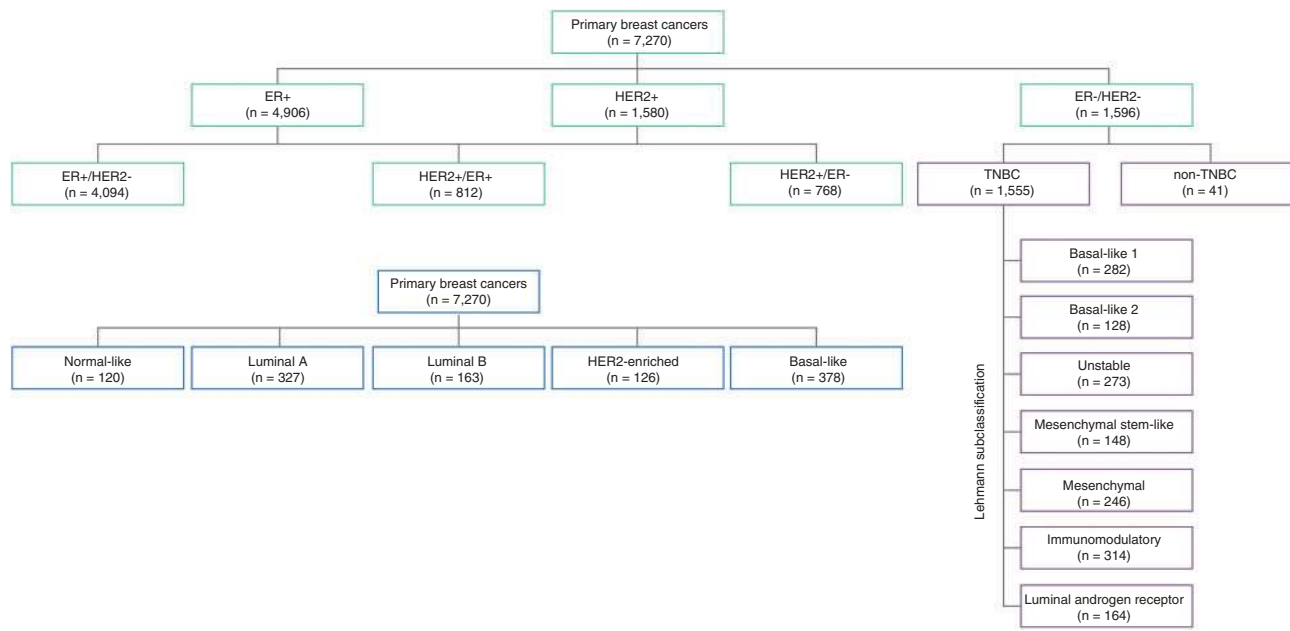 Primary breast cancers
(n = 7,270)
ER+
(n = 4,906)
HER2+
(n = 1,580)
ER-/HER2-
(n = 1,596)
ER+/HER2-
(n = 4,094)
HER2+/ER+
(n = 812)
HER2+/ER-
(n = 768)
TNBC
(n = 1,555)
non-TNBC
(n = 41)
Primary breast cancers
(n = 7,270)
Normal-like
(n = 120)
Luminal A
(n = 327)
Luminal B
(n = 163)
HER2-enriched
(n = 126)
Basal-like
(n = 378)
Lehmann subclassification
Basal-like 1
(n = 282)
Basal-like 2
(n = 128)
Unstable
(n = 273)
Mesenchymal stem-like
(n = 148)
Mesenchymal
(n = 246)
Immunomodulatory
(n = 314)
Luminal androgen receptor
(n = 164)